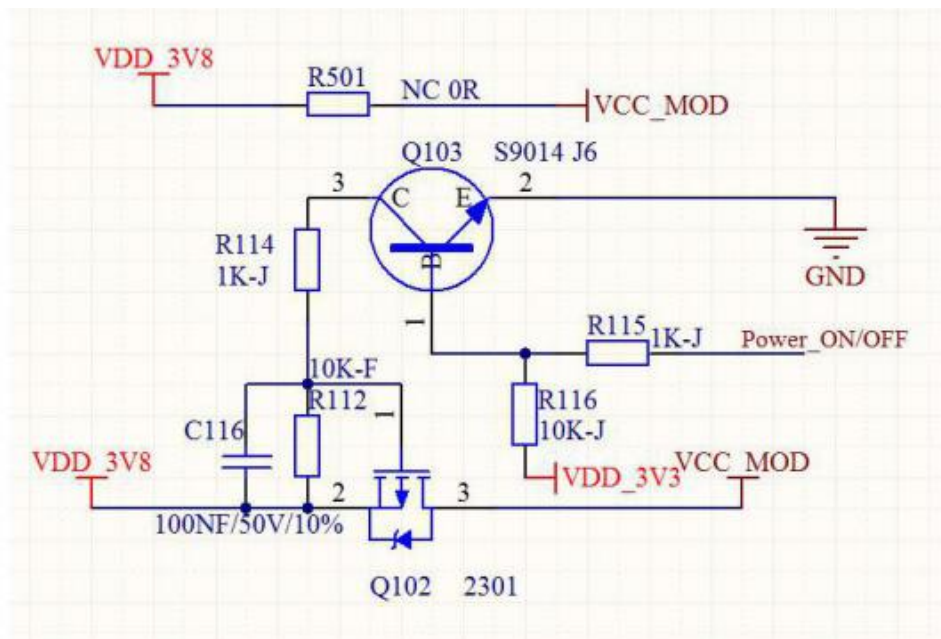 VDD_3V8
R501
NC 0R
VCC_MOD
Q103
S9014 J6
3
C
E
2
R114
1K-J
B
GND
1
R115
1K-J
Power_ON/OFF
10K-F
R112
1
R116
10K-J
C116
VDD_3V8
2
3
VDD_3V3
VCC_MOD
100NF/50V/10%
Q102
2301